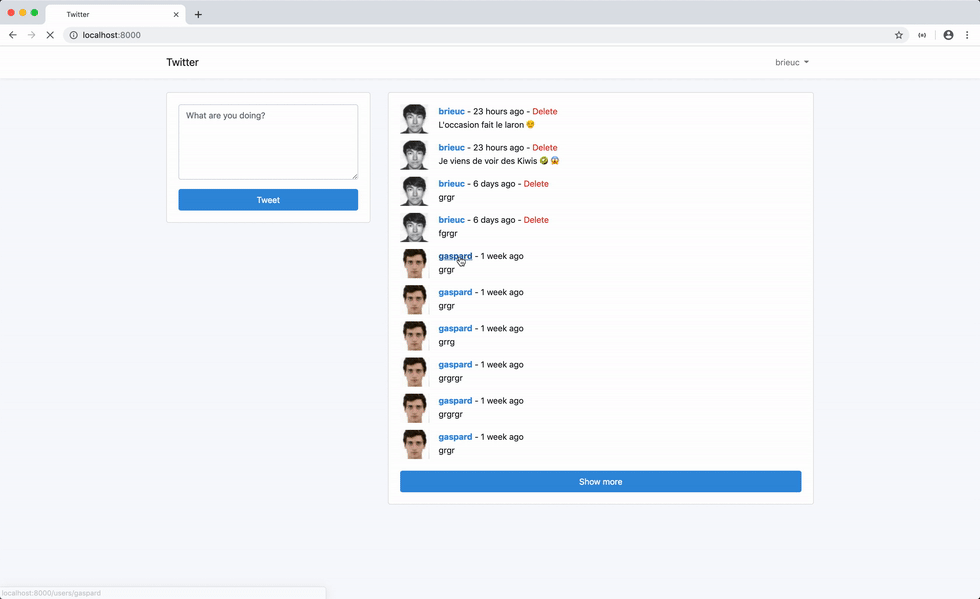 Twitter
localhost:8000
Twitter
brieuc
What are you doing?
Tweet
brieuc - 23 hours ago - Delete
L'occasion fait le laron 😏
brieuc - 23 hours ago - Delete
Je viens de voir des Kiwis 🥝 😱
brieuc - 6 days ago - Delete
grgr
brieuc - 6 days ago - Delete
fgrgr
gaspard - 1 week ago
grgr
gaspard - 1 week ago
grgr
gaspard - 1 week ago
grrg
gaspard - 1 week ago
grgrgr
gaspard - 1 week ago
grgrgr
gaspard - 1 week ago
grgr
Show more
localhost:8000/users/gaspard